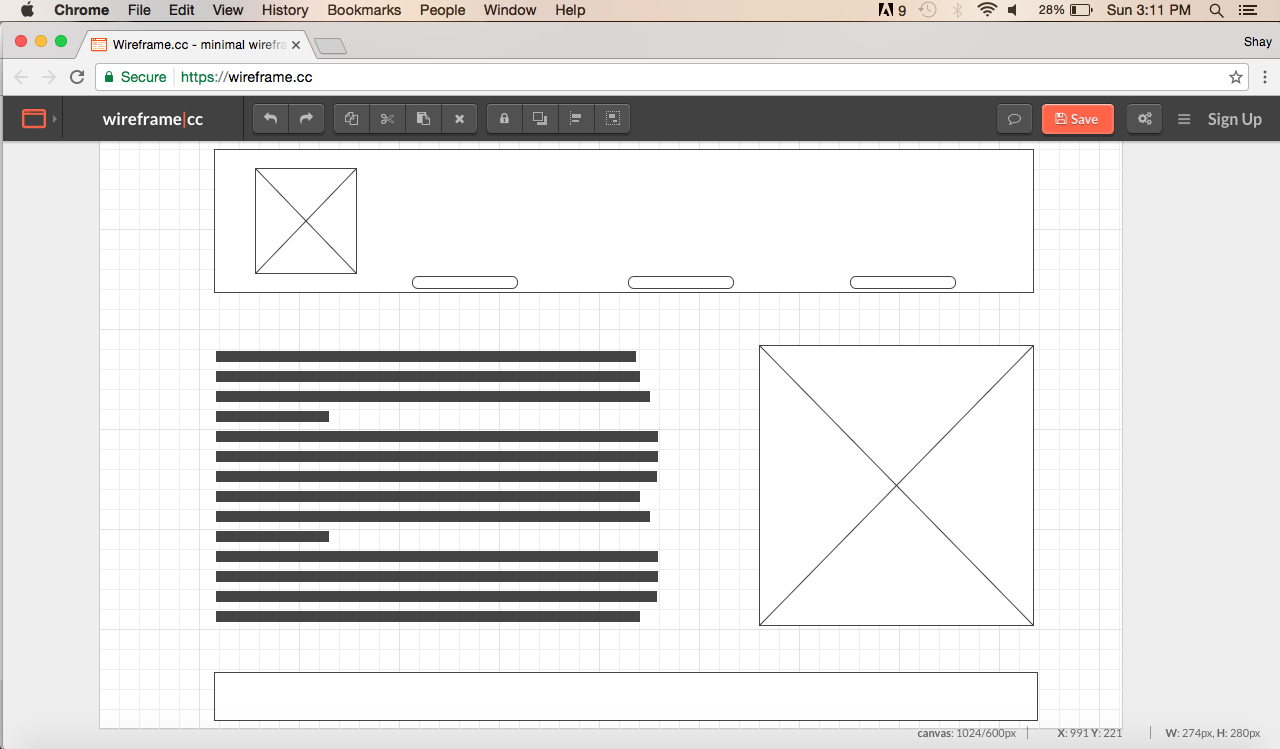 Chrome File Edit View History Bookmarks People Window Help 9 28% Sun 3:11 PM
Wireframe.cc - minimal wirefra
Shay
Secure https://wireframe.cc
wireframe|cc Save Sign Up
canvas: 1024/600px X: 991 Y: 221 W: 274px, H: 280px